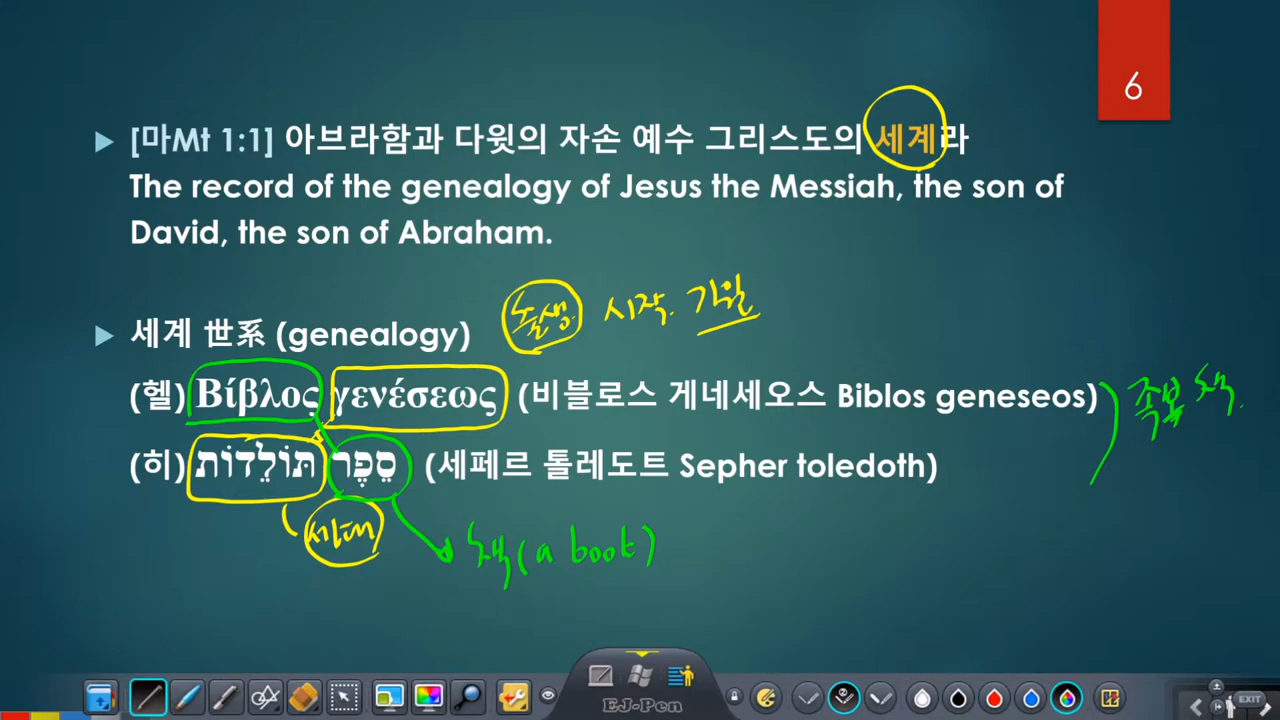 6
[마Mt 1:1] 아브라함과 다윗의 자손 예수 그리스도의 세계라
The record of the genealogy of Jesus the Messiah, the son of
David, the son of Abraham.
출생 시작. 기원
세계 世系 (genealogy)
(헬) Βίβλος γενέσεως (비블로스 게네세오스 Biblos geneseos)
족보 책.
(히) סֵפֶר תּוֹלֵדוֹת (세페르 톨레도트 Sepher toledoth)
책 (a book)
EJ-Pen
EXIT